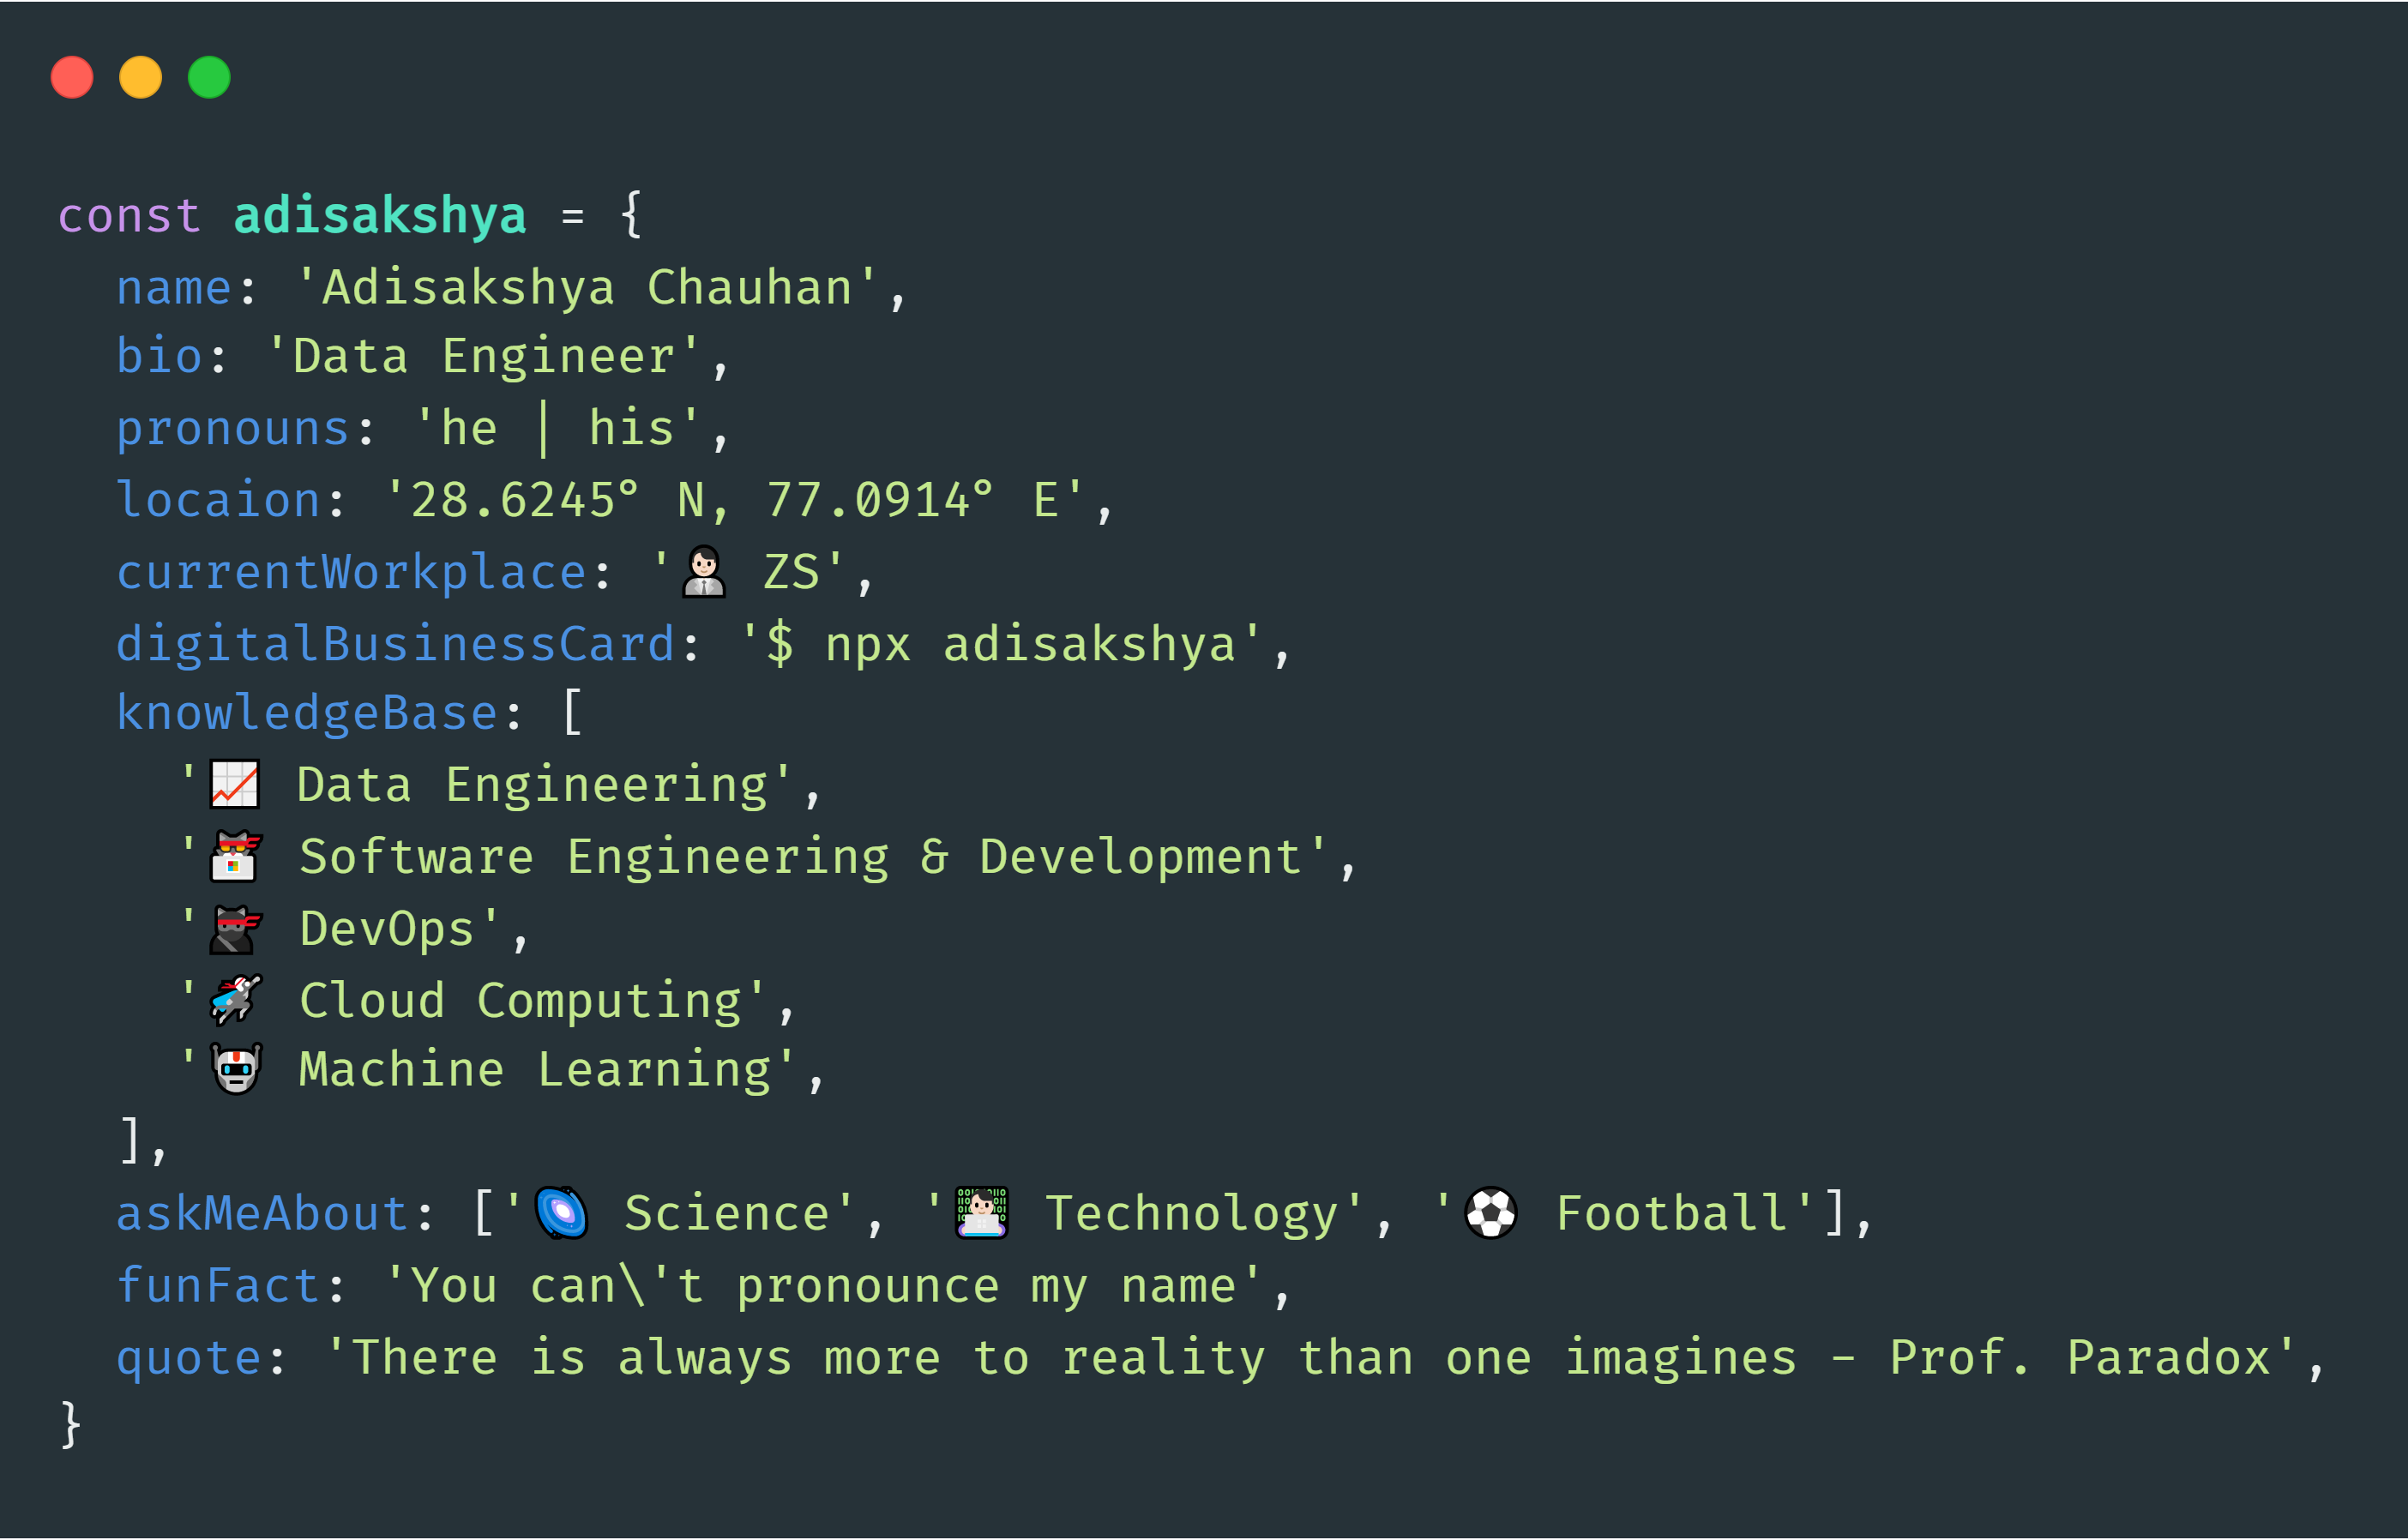 const adisakshya = {
  name: 'Adisakshya Chauhan',
  bio: 'Data Engineer',
  pronouns: 'he | his',
  locaion: '28.6245° N, 77.0914° E',
  currentWorkplace: '👨🏻‍💼 ZS',
  digitalBusinessCard: '$ npx adisakshya',
  knowledgeBase: [
    '📈 Data Engineering',
    '🐱‍💻 Software Engineering & Development',
    '🐱‍👤 DevOps',
    '🐱‍🏍 Cloud Computing',
    '🤖 Machine Learning',
  ],
  askMeAbout: ['🌌 Science', '👨🏻‍💻 Technology', '⚽ Football'],
  funFact: 'You can\'t pronounce my name',
  quote: 'There is always more to reality than one imagines - Prof. Paradox',
}